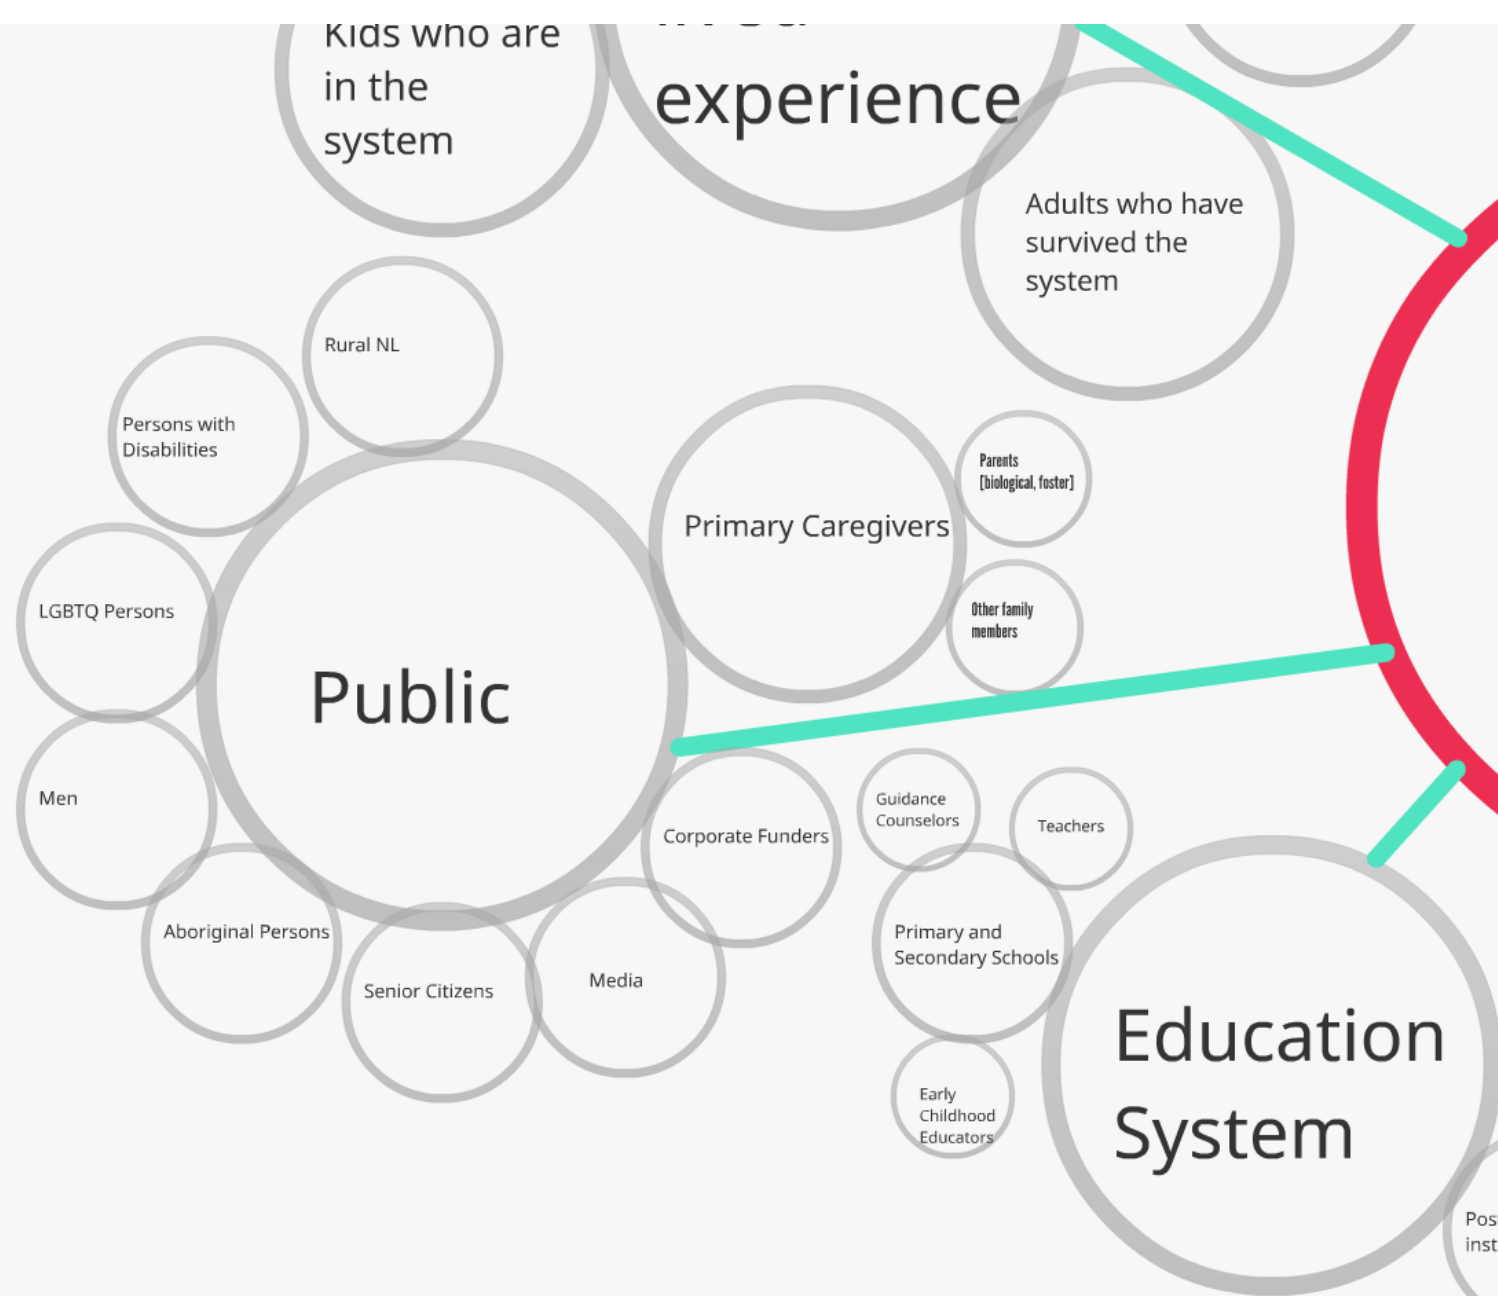 Kids who are
in the
system
experience
Adults who have
survived the
system
Rural NL
Persons with
Disabilities
LGBTQ Persons
Men
Aboriginal Persons
Senior Citizens
Media
Corporate Funders
Public
Primary Caregivers
Parents
[biological, foster]
Other family
members
Guidance
Counselors
Teachers
Primary and
Secondary Schools
Early
Childhood
Educators
Education
System